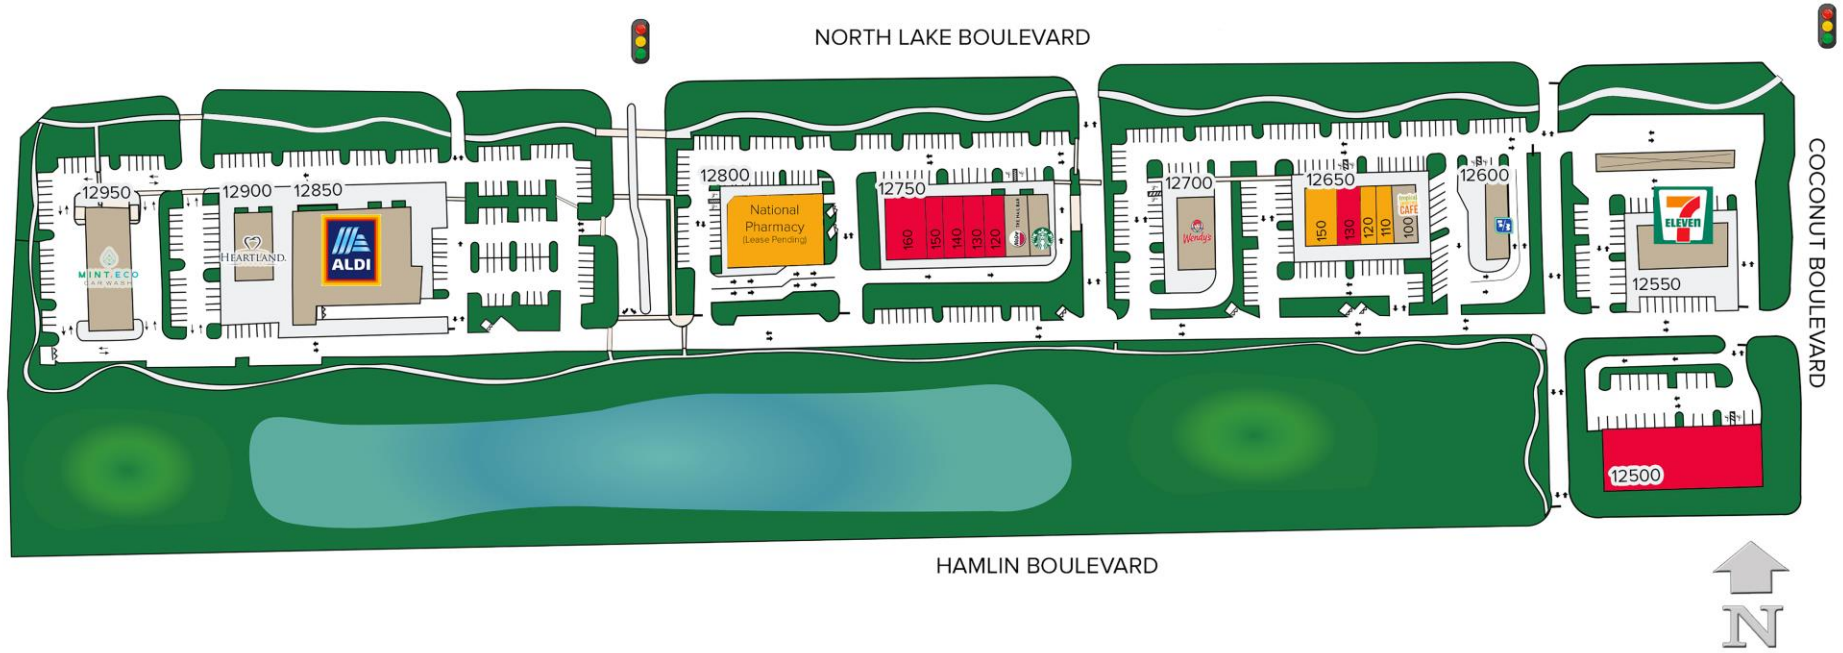 NORTH LAKE BOULEVARD
COCONUT BOULEVARD
12950
12900
12850
12800
12750
12700
12650
12600
MINT ECO
CAR WASH
HEARTLAND
ALDI
National
Pharmacy
(Lease Pending)
160
150
140
130
120
Wendy's
150
130
120
110
100
CAFE
7
ELEVEN
12550
12500
HAMLIN BOULEVARD
N